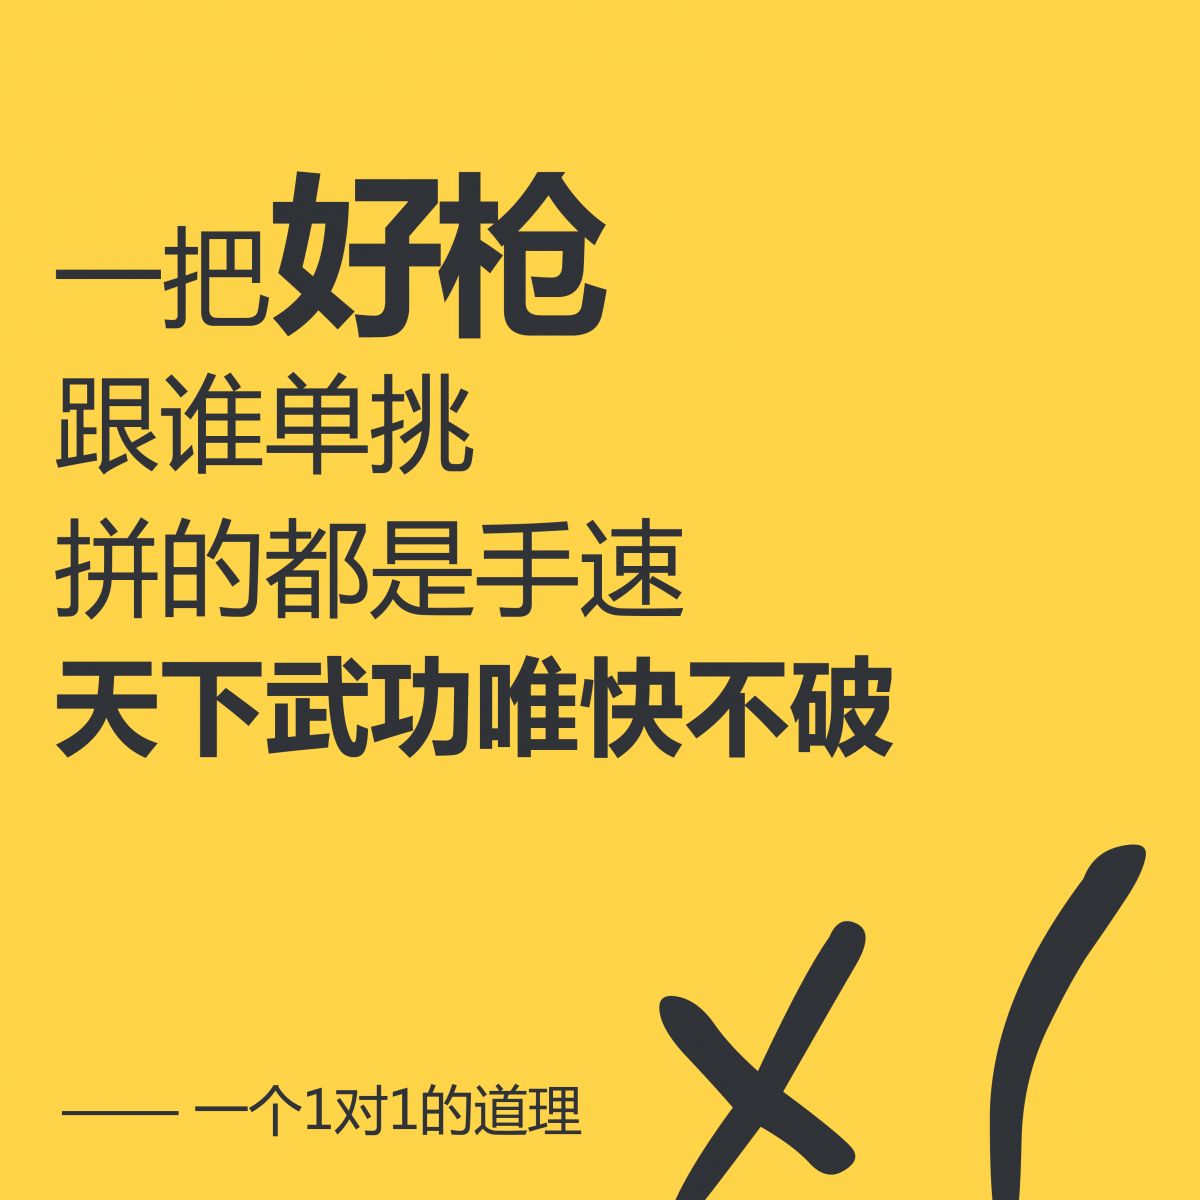 一把好枪
跟谁单挑
拼的都是手速
天下武功唯快不破
—— 一个1对1的道理